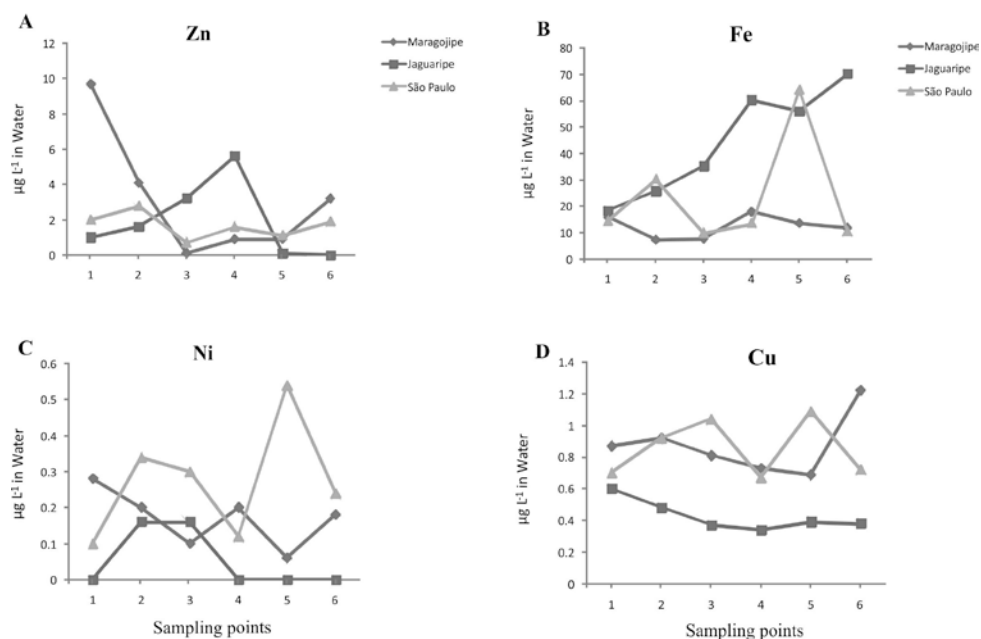 A
Zn
12
10
8
6
4
2
0
µg L-1 in Water
1 2 3 4 5 6
Maragojipe
Jaguaripe
São Paulo
B
Fe
80
70
60
50
40
30
20
10
0
µg L-1 in Water
1 2 3 4 5 6
Maragojipe
Jaguaripe
São Paulo
C
Ni
0.6
0.5
0.4
0.3
0.2
0.1
0
µg L-1 in Water
1 2 3 4 5 6
Sampling points
D
Cu
1.4
1.2
1
0.8
0.6
0.4
0.2
0
µg L-1 in Water
1 2 3 4 5 6
Sampling points